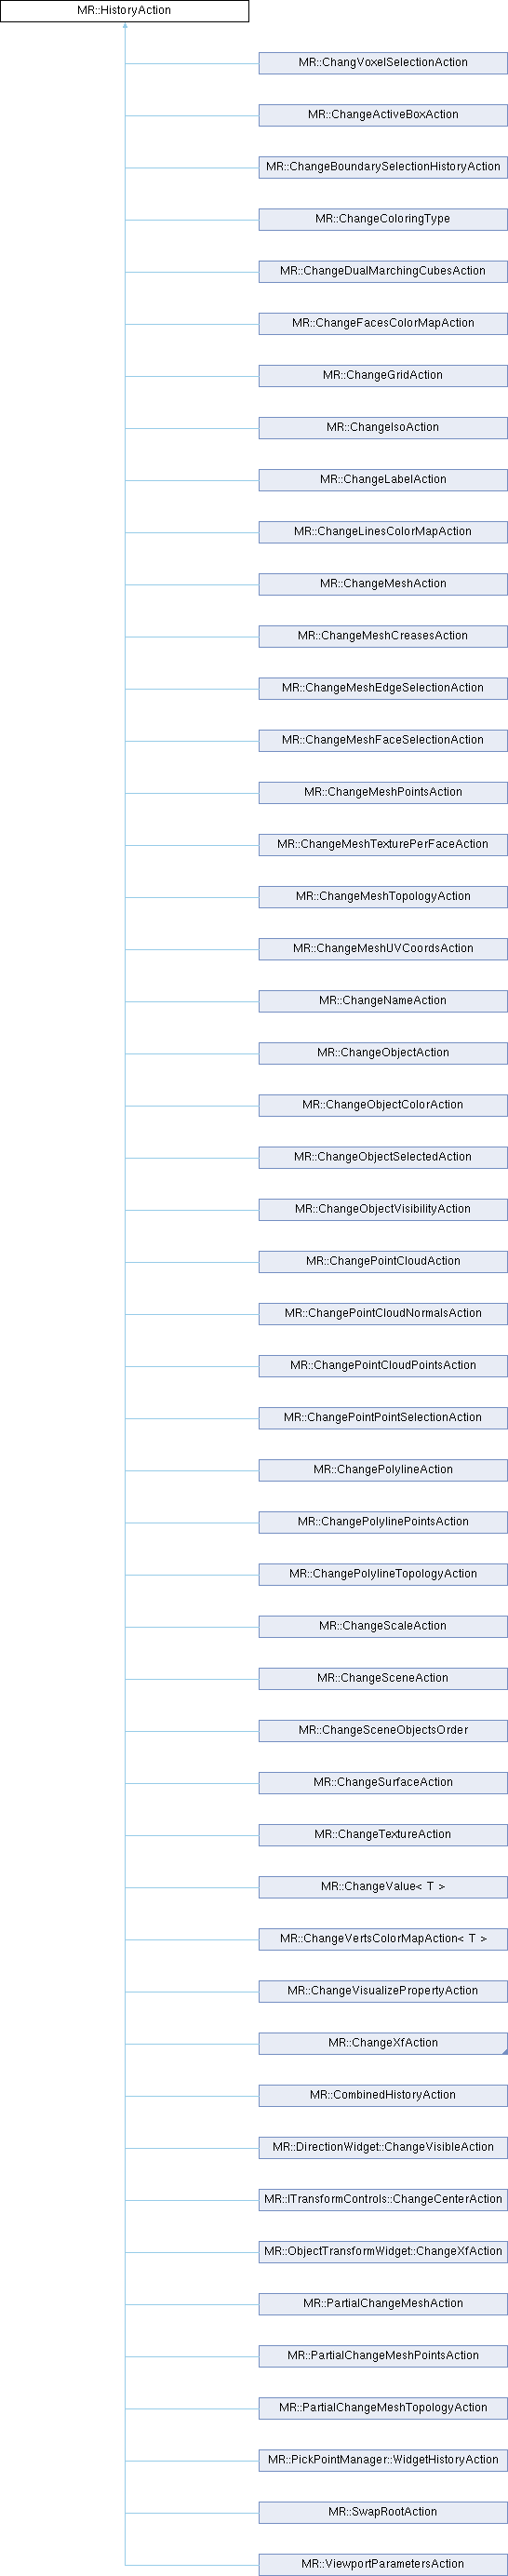 MR::HistoryAction
MR::ChangVoxelSelectionAction
MR::ChangeActiveBoxAction
MR::ChangeBoundarySelectionHistoryAction
MR::ChangeColoringType
MR::ChangeDualMarchingCubesAction
MR::ChangeFacesColorMapAction
MR::ChangeGridAction
MR::ChangeIsoAction
MR::ChangeLabelAction
MR::ChangeLinesColorMapAction
MR::ChangeMeshAction
MR::ChangeMeshCreasesAction
MR::ChangeMeshEdgeSelectionAction
MR::ChangeMeshFaceSelectionAction
MR::ChangeMeshPointsAction
MR::ChangeMeshTexturePerFaceAction
MR::ChangeMeshTopologyAction
MR::ChangeMeshUVCoordsAction
MR::ChangeNameAction
MR::ChangeObjectAction
MR::ChangeObjectColorAction
MR::ChangeObjectSelectedAction
MR::ChangeObjectVisibilityAction
MR::ChangePointCloudAction
MR::ChangePointCloudNormalsAction
MR::ChangePointCloudPointsAction
MR::ChangePointPointSelectionAction
MR::ChangePolylineAction
MR::ChangePolylinePointsAction
MR::ChangePolylineTopologyAction
MR::ChangeScaleAction
MR::ChangeSceneAction
MR::ChangeSceneObjectsOrder
MR::ChangeSurfaceAction
MR::ChangeTextureAction
MR::ChangeValue< T >
MR::ChangeVertsColorMapAction< T >
MR::ChangeVisualizePropertyAction
MR::ChangeXfAction
MR::CombinedHistoryAction
MR::DirectionWidget::ChangeVisibleAction
MR::ITransformControls::ChangeCenterAction
MR::ObjectTransformWidget::ChangeXfAction
MR::PartialChangeMeshAction
MR::PartialChangeMeshPointsAction
MR::PartialChangeMeshTopologyAction
MR::PickPointManager::WidgetHistoryAction
MR::SwapRootAction
MR::ViewportParametersAction